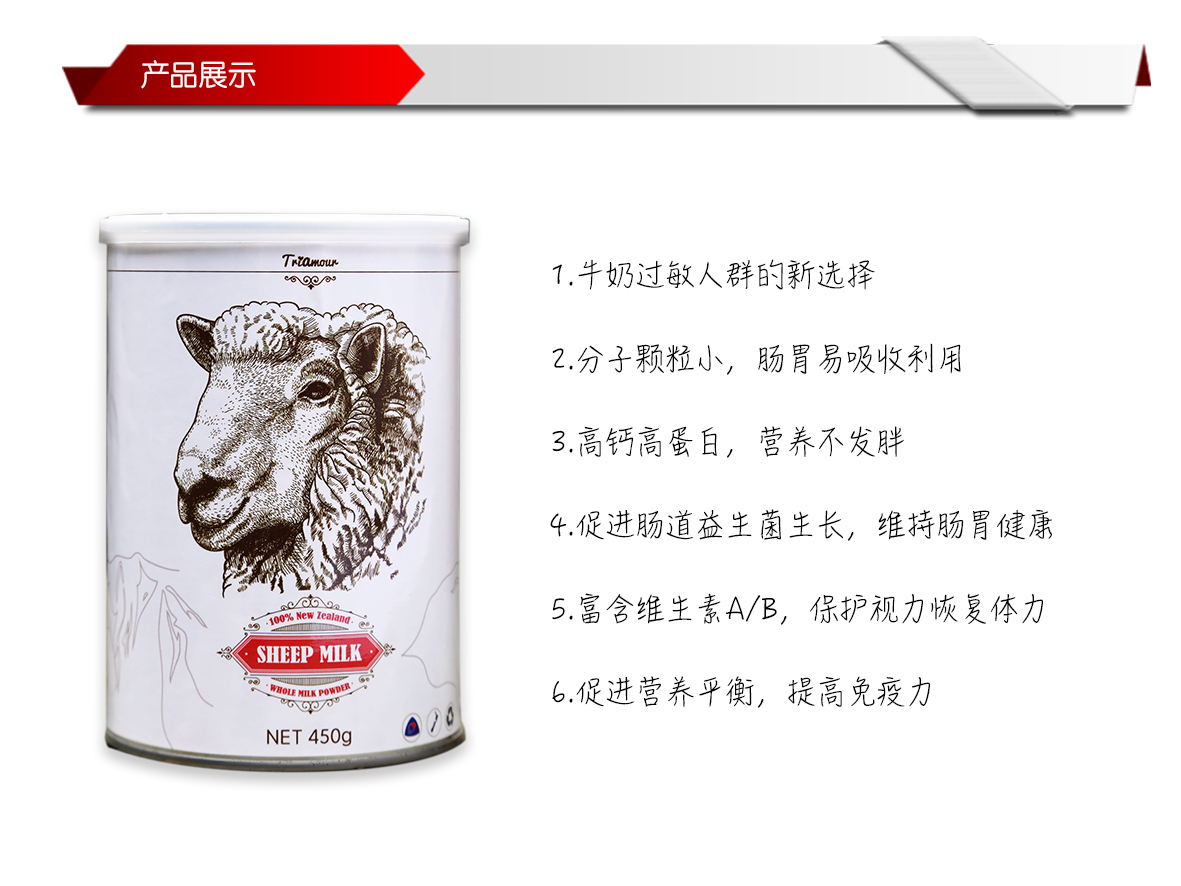 产品展示
Triamour
100% New Zealand
SHEEP MILK
WHOLE MILK POWDER
NET 450g
1.牛奶过敏人群的新选择
2.分子颗粒小，肠胃易吸收利用
3.高钙高蛋白，营养不发胖
4.促进肠道益生菌生长，维持肠胃健康
5.富含维生素A/B，保护视力恢复体力
6.促进营养平衡，提高免疫力